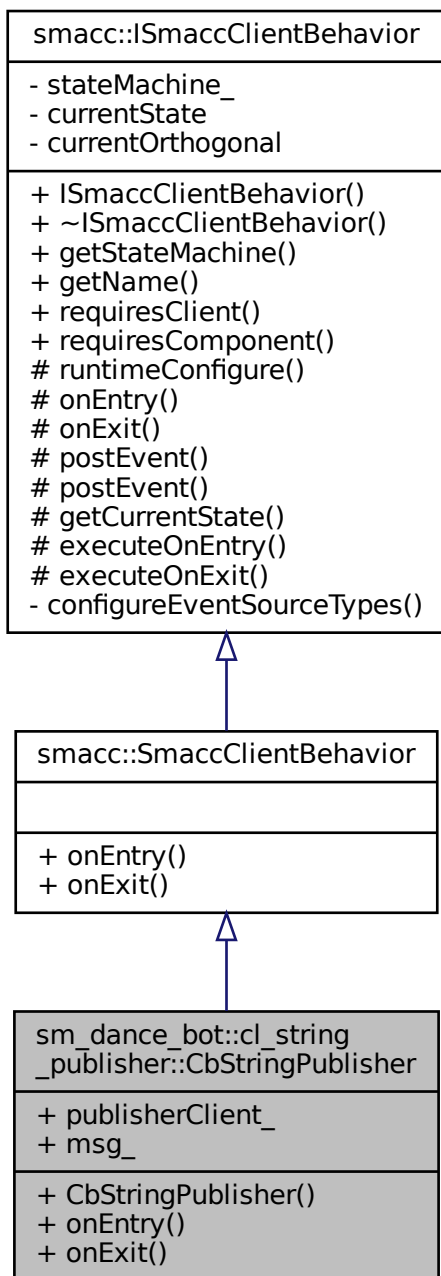 smacc::ISmaccClientBehavior
- stateMachine_
- currentState
- currentOrthogonal
+ ISmaccClientBehavior()
+ ~ISmaccClientBehavior()
+ getStateMachine()
+ getName()
+ requiresClient()
+ requiresComponent()
# runtimeConfigure()
# onEntry()
# onExit()
# postEvent()
# postEvent()
# getCurrentState()
# executeOnEntry()
# executeOnExit()
- configureEventSourceTypes()
smacc::SmaccClientBehavior
+ onEntry()
+ onExit()
sm_dance_bot::cl_string
_publisher::CbStringPublisher
+ publisherClient_
+ msg_
+ CbStringPublisher()
+ onEntry()
+ onExit()